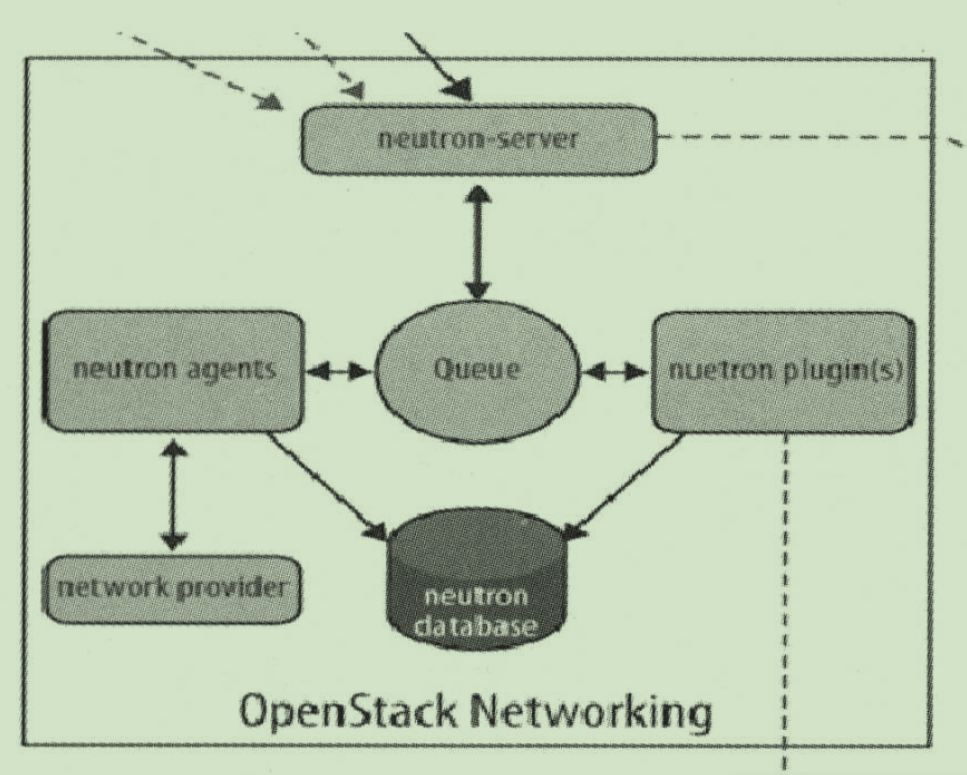 neutron-server
neutron agents
Queue
nuetron plugin(s)
network provider
neutron
database
OpenStack Networking